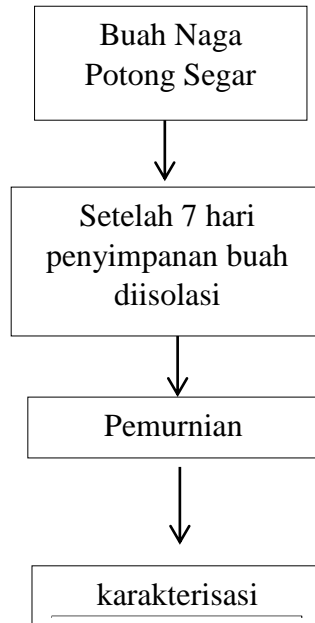 Buah Naga
Potong Segar
Setelah 7 hari
penyimpanan buah
diisolasi
Pemurnian
karakterisasi